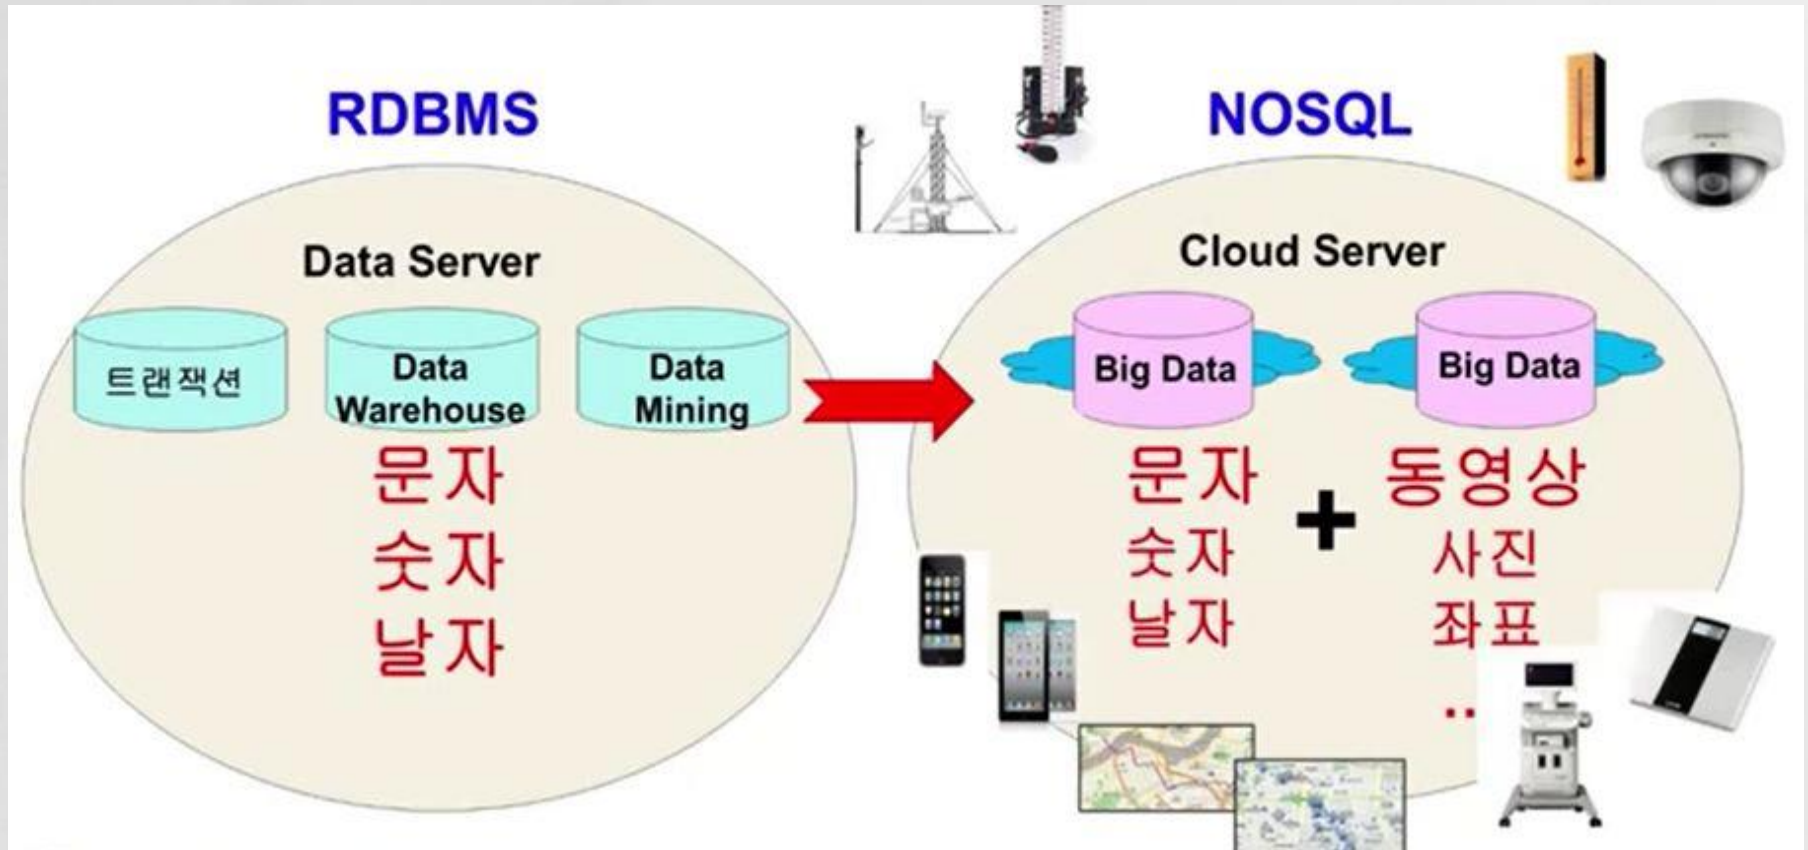 RDBMS
Data Server
트랜잭션
Data
Warehouse
Data
Mining
문자
숫자
날자
NOSQL
Cloud Server
Big Data
Big Data
문자
숫자
날자
+
동영상
사진
좌표
..